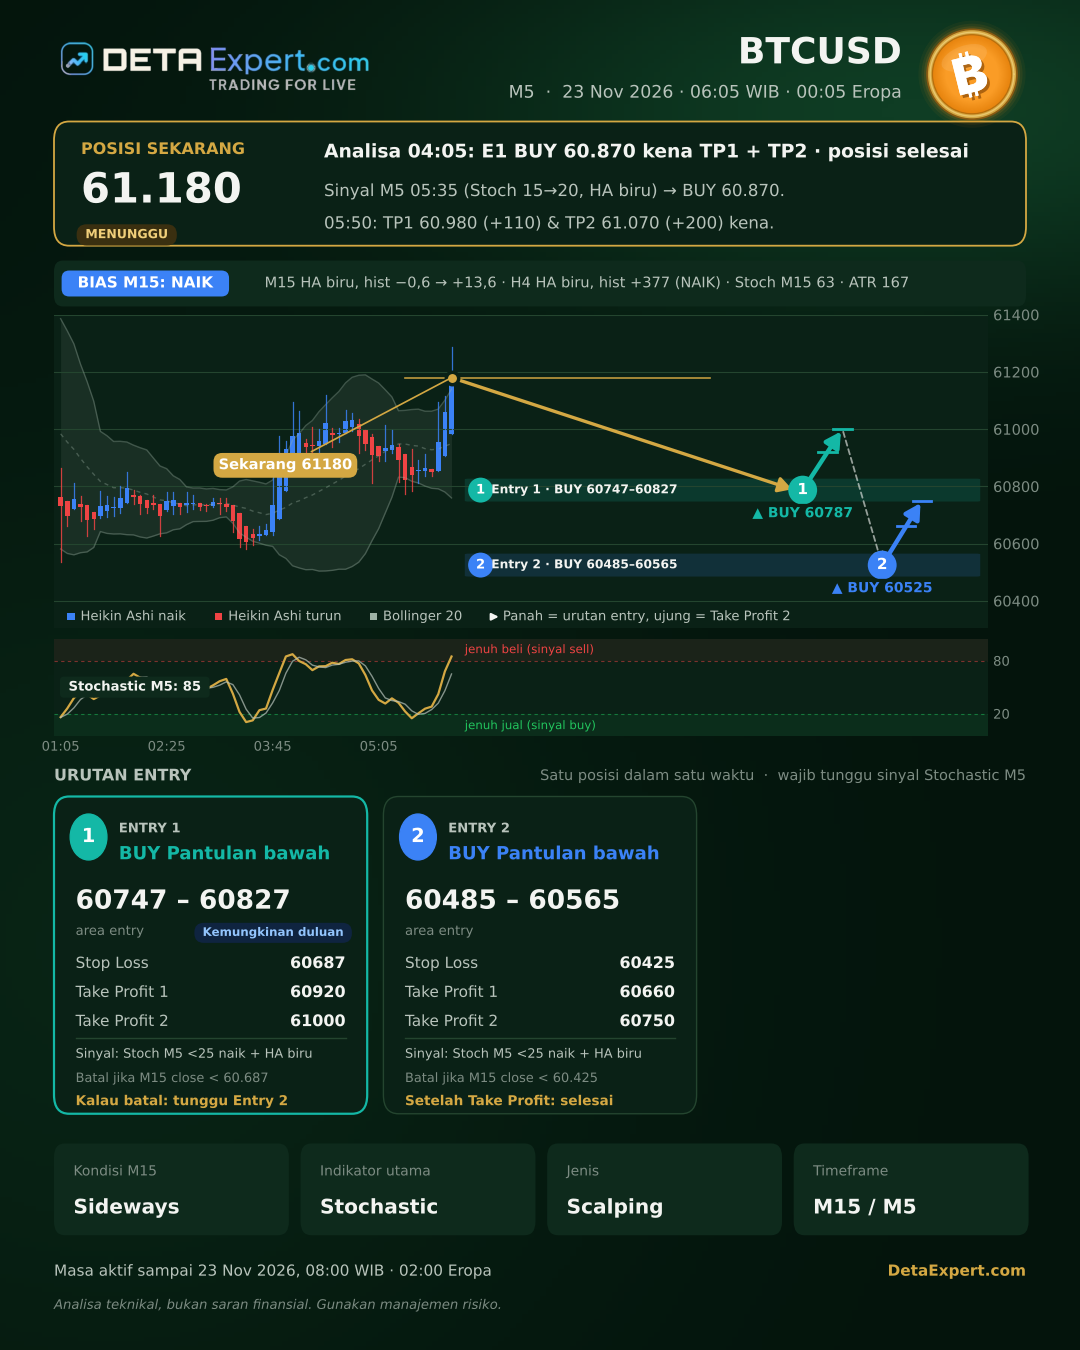 DETA Expert.com
TRADING FOR LIVE
BTCUSD
M5 · 23 Nov 2026 · 06:05 WIB · 00:05 Eropa
POSISI SEKARANG
61.180
MENUNGGU
Analisa 04:05: E1 BUY 60.870 kena TP1 + TP2 · posisi selesai
Sinyal M5 05:35 (Stoch 15→20, HA biru) → BUY 60.870.
05:50: TP1 60.980 (+110) & TP2 61.070 (+200) kena.
BIAS M15: NAIK
M15 HA biru, hist −0,6 → +13,6 · H4 HA biru, hist +377 (NAIK) · Stoch M15 63 · ATR 167
61400
61200
61000
60800
60600
60400
Sekarang 61180
1 Entry 1 · BUY 60747–60827
1
▲ BUY 60787
2 Entry 2 · BUY 60485–60565
2
▲ BUY 60525
Heikin Ashi naik
Heikin Ashi turun
Bollinger 20
Panah = urutan entry, ujung = Take Profit 2
jenuh beli (sinyal sell)
80
Stochastic M5: 85
20
jenuh jual (sinyal buy)
01:05 02:25 03:45 05:05
URUTAN ENTRY
Satu posisi dalam satu waktu · wajib tunggu sinyal Stochastic M5
1
ENTRY 1
BUY Pantulan bawah
60747 – 60827
area entry
Kemungkinan duluan
Stop Loss 60687
Take Profit 1 60920
Take Profit 2 61000
Sinyal: Stoch M5 <25 naik + HA biru
Batal jika M15 close < 60.687
Kalau batal: tunggu Entry 2
2
ENTRY 2
BUY Pantulan bawah
60485 – 60565
area entry
Stop Loss 60425
Take Profit 1 60660
Take Profit 2 60750
Sinyal: Stoch M5 <25 naik + HA biru
Batal jika M15 close < 60.425
Setelah Take Profit: selesai
Kondisi M15
Sideways
Indikator utama
Stochastic
Jenis
Scalping
Timeframe
M15 / M5
Masa aktif sampai 23 Nov 2026, 08:00 WIB · 02:00 Eropa
DetaExpert.com
Analisa teknikal, bukan saran finansial. Gunakan manajemen risiko.